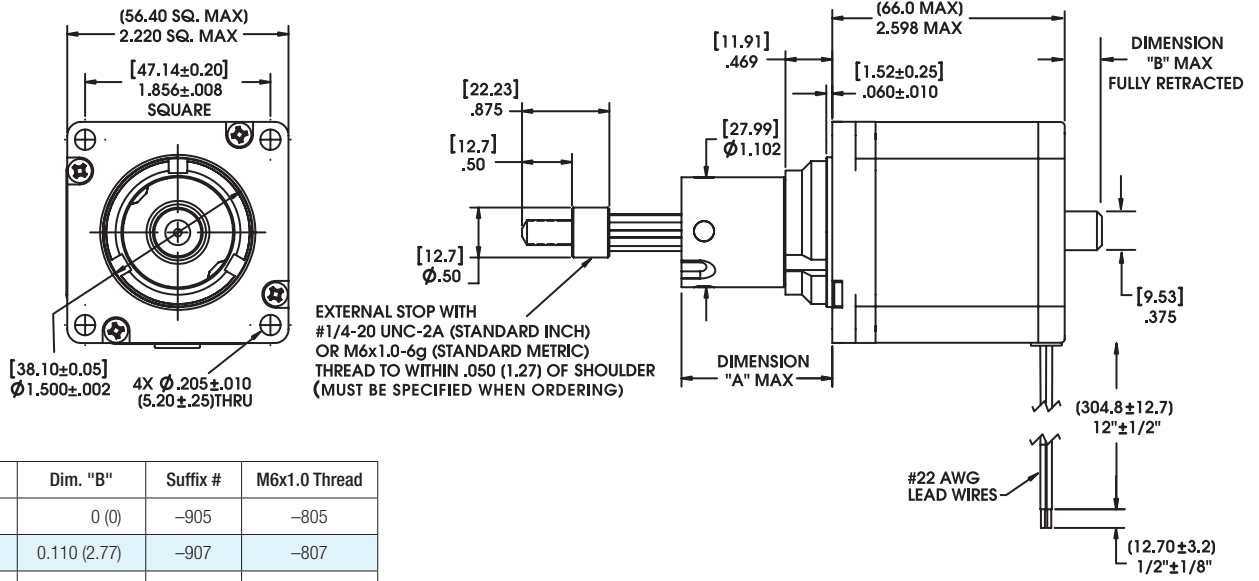 (56.40 SQ. MAX)
2.220 SQ. MAX
[47.14±0.20]
1.856±.008
SQUARE
[38.10±0.05]
Ø1.500±.002
4X Ø.205±.010
(5.20±.25)THRU
[22.23]
.875
[12.7]
.50
[12.7]
Ø.50
EXTERNAL STOP WITH
#1/4-20 UNC-2A (STANDARD INCH)
OR M6x1.0-6g (STANDARD METRIC)
THREAD TO WITHIN .050 (1.27) OF SHOULDER
(MUST BE SPECIFIED WHEN ORDERING)
[11.91]
.469
[27.99]
Ø1.102
(66.0 MAX)
2.598 MAX
[1.52±0.25]
.060±.010
DIMENSION
"B" MAX
FULLY RETRACTED
[9.53]
.375
DIMENSION
"A" MAX
(304.8±12.7)
12"±1/2"
#22 AWG
LEAD WIRES
(12.70±3.2)
1/2"±1/8"
Dim. "B" Suffix # M6x1.0 Thread
0 (0) –905 –805
0.110 (2.77) –907 –807